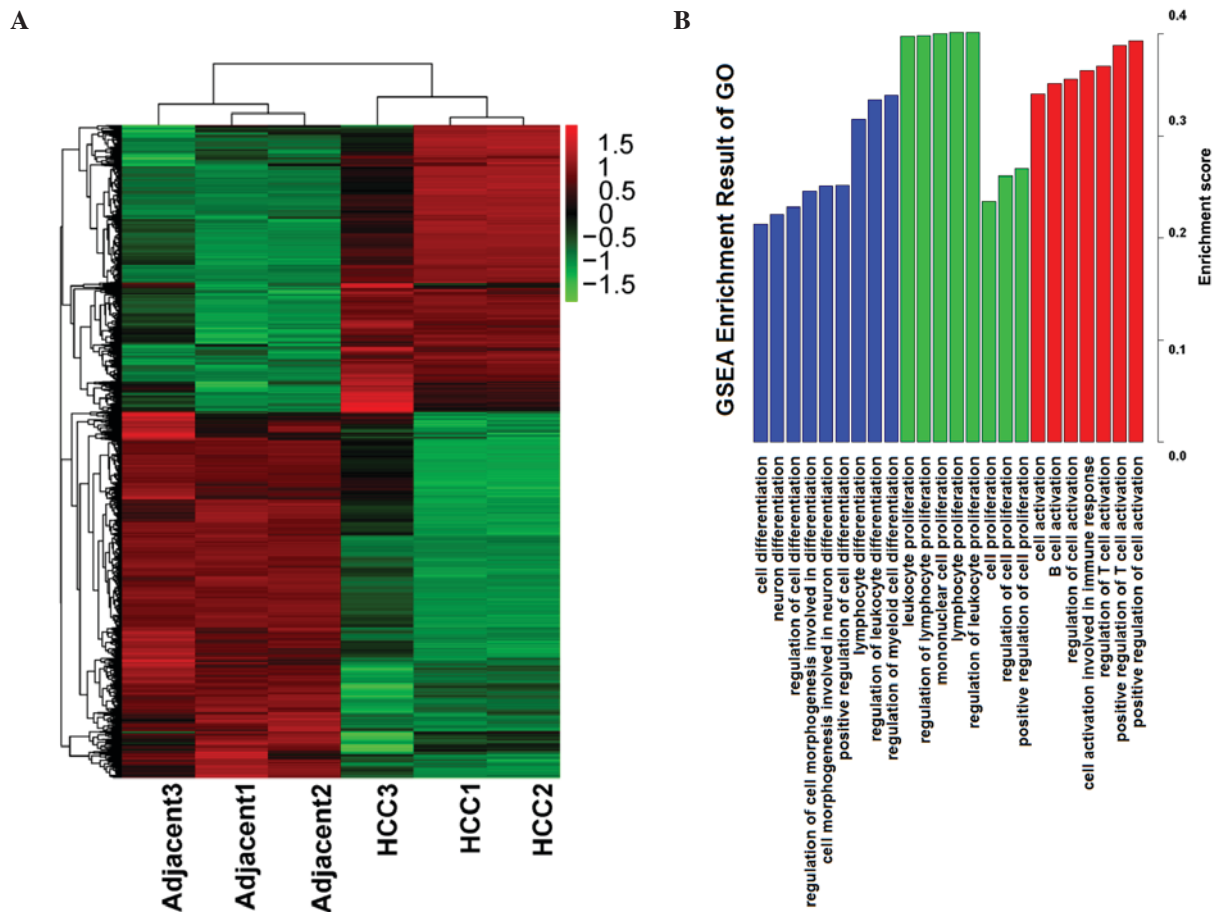 A
1.5
1
0.5
0
−0.5
−1
−1.5
Adjacent3
Adjacent1
Adjacent2
HCC3
HCC1
HCC2
B
GSEA Enrichment Result of GO
0.4
0.3
0.2
0.1
0.0
Enrichment score
cell differentiation
neuron differentiation
regulation of cell differentiation
regulation of cell morphogenesis involved in differentiation
cell morphogenesis involved in neuron differentiation
positive regulation of cell differentiation
lymphocyte differentiation
regulation of leukocyte differentiation
regulation of myeloid cell differentiation
leukocyte proliferation
regulation of lymphocyte proliferation
mononuclear cell proliferation
lymphocyte proliferation
regulation of leukocyte proliferation
cell proliferation
regulation of cell proliferation
positive regulation of cell proliferation
cell activation
B cell activation
regulation of cell activation
cell activation involved in immune response
regulation of T cell activation
positive regulation of T cell activation
positive regulation of cell activation